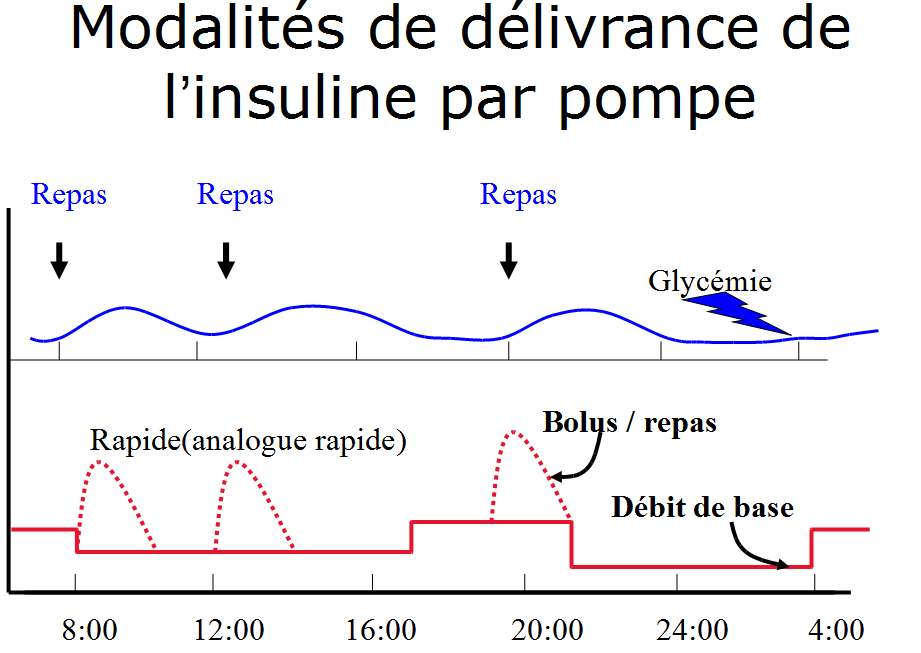 Modalités de délivrance de
l’insuline par pompe
Repas Repas Repas
Glycémie
Bolus / repas
Rapide(analogue rapide)
Débit de base
8:00 12:00 16:00 20:00 24:00 4:00